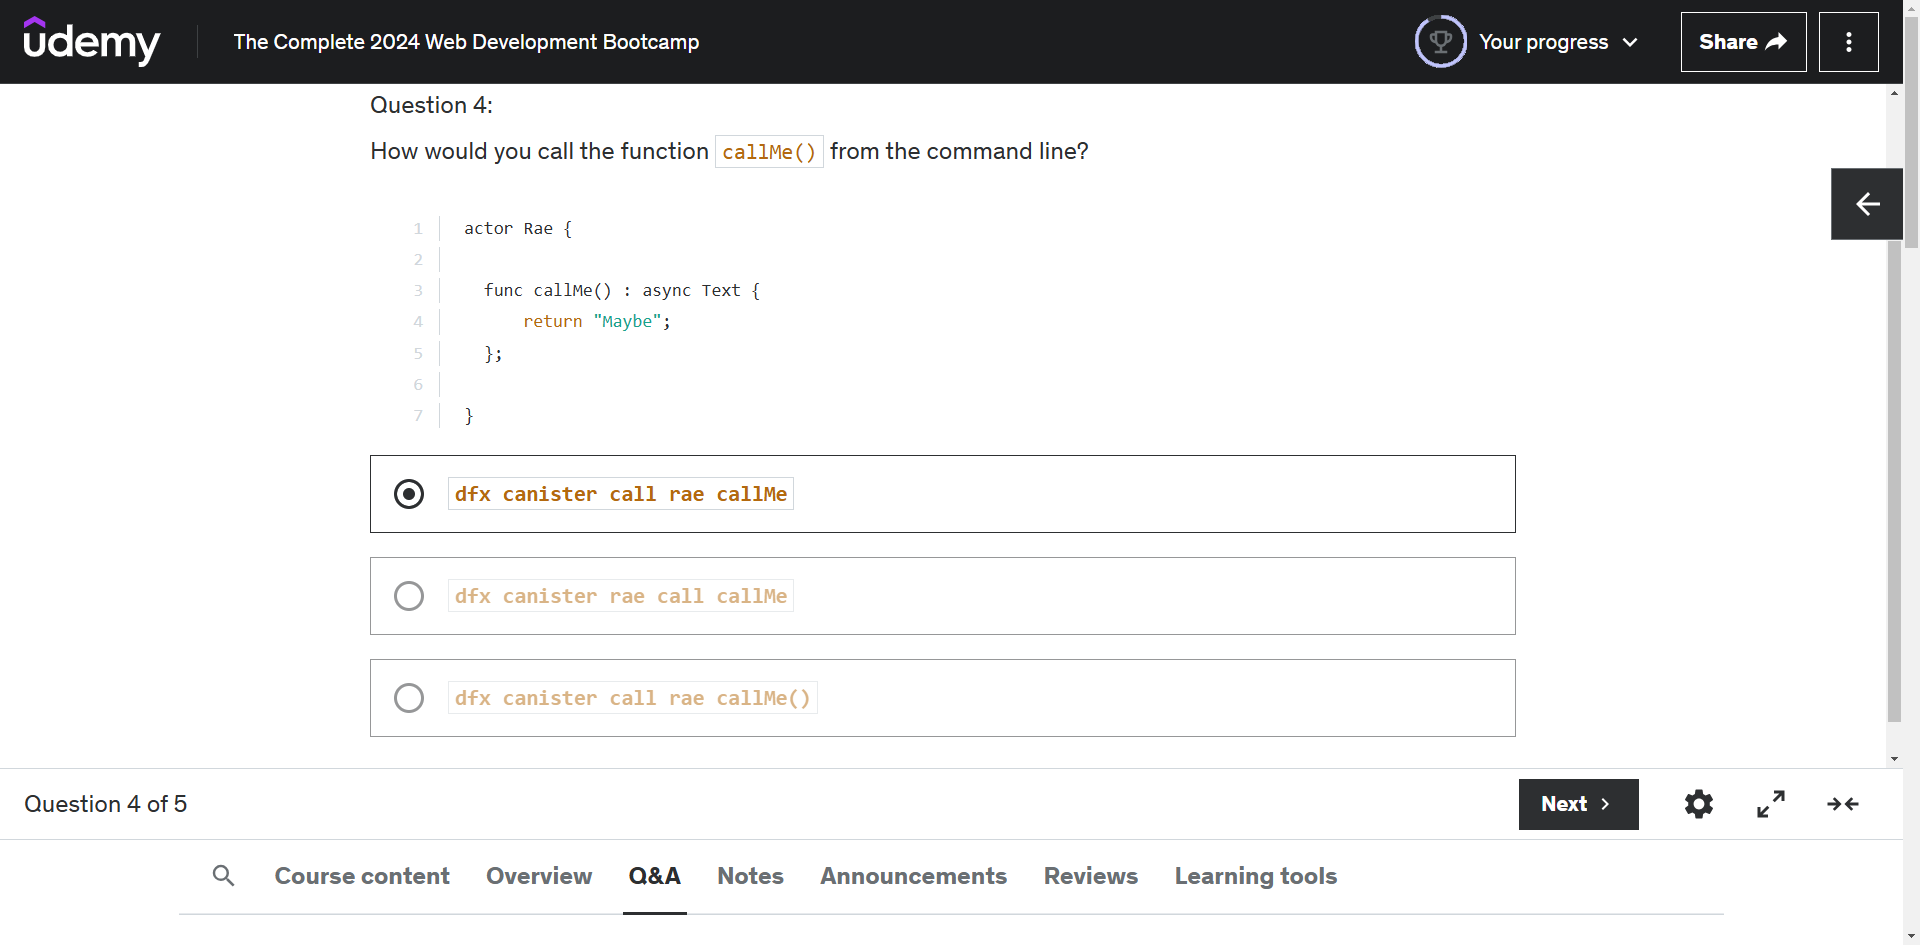 udemy
The Complete 2024 Web Development Bootcamp
Your progress
Share
Question 4:
How would you call the function callMe() from the command line?
1 actor Rae {
2
3 func callMe() : async Text {
4 return "Maybe";
5 };
6
7 }
dfx canister call rae callMe
dfx canister rae call callMe
dfx canister call rae callMe()
Question 4 of 5
Next
Course content Overview Q&A Notes Announcements Reviews Learning tools